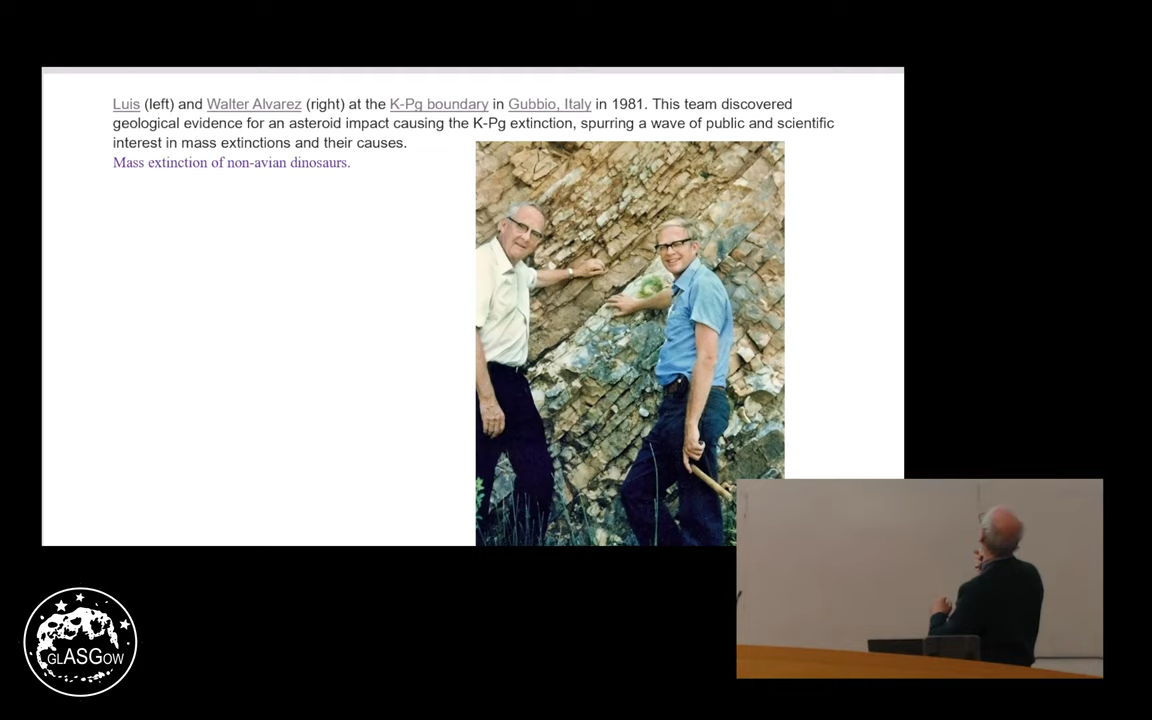 Luis (left) and Walter Alvarez (right) at the K-Pg boundary in Gubbio, Italy in 1981. This team discovered
geological evidence for an asteroid impact causing the K-Pg extinction, spurring a wave of public and scientific
interest in mass extinctions and their causes.
Mass extinction of non-avian dinosaurs.
GLASGOW